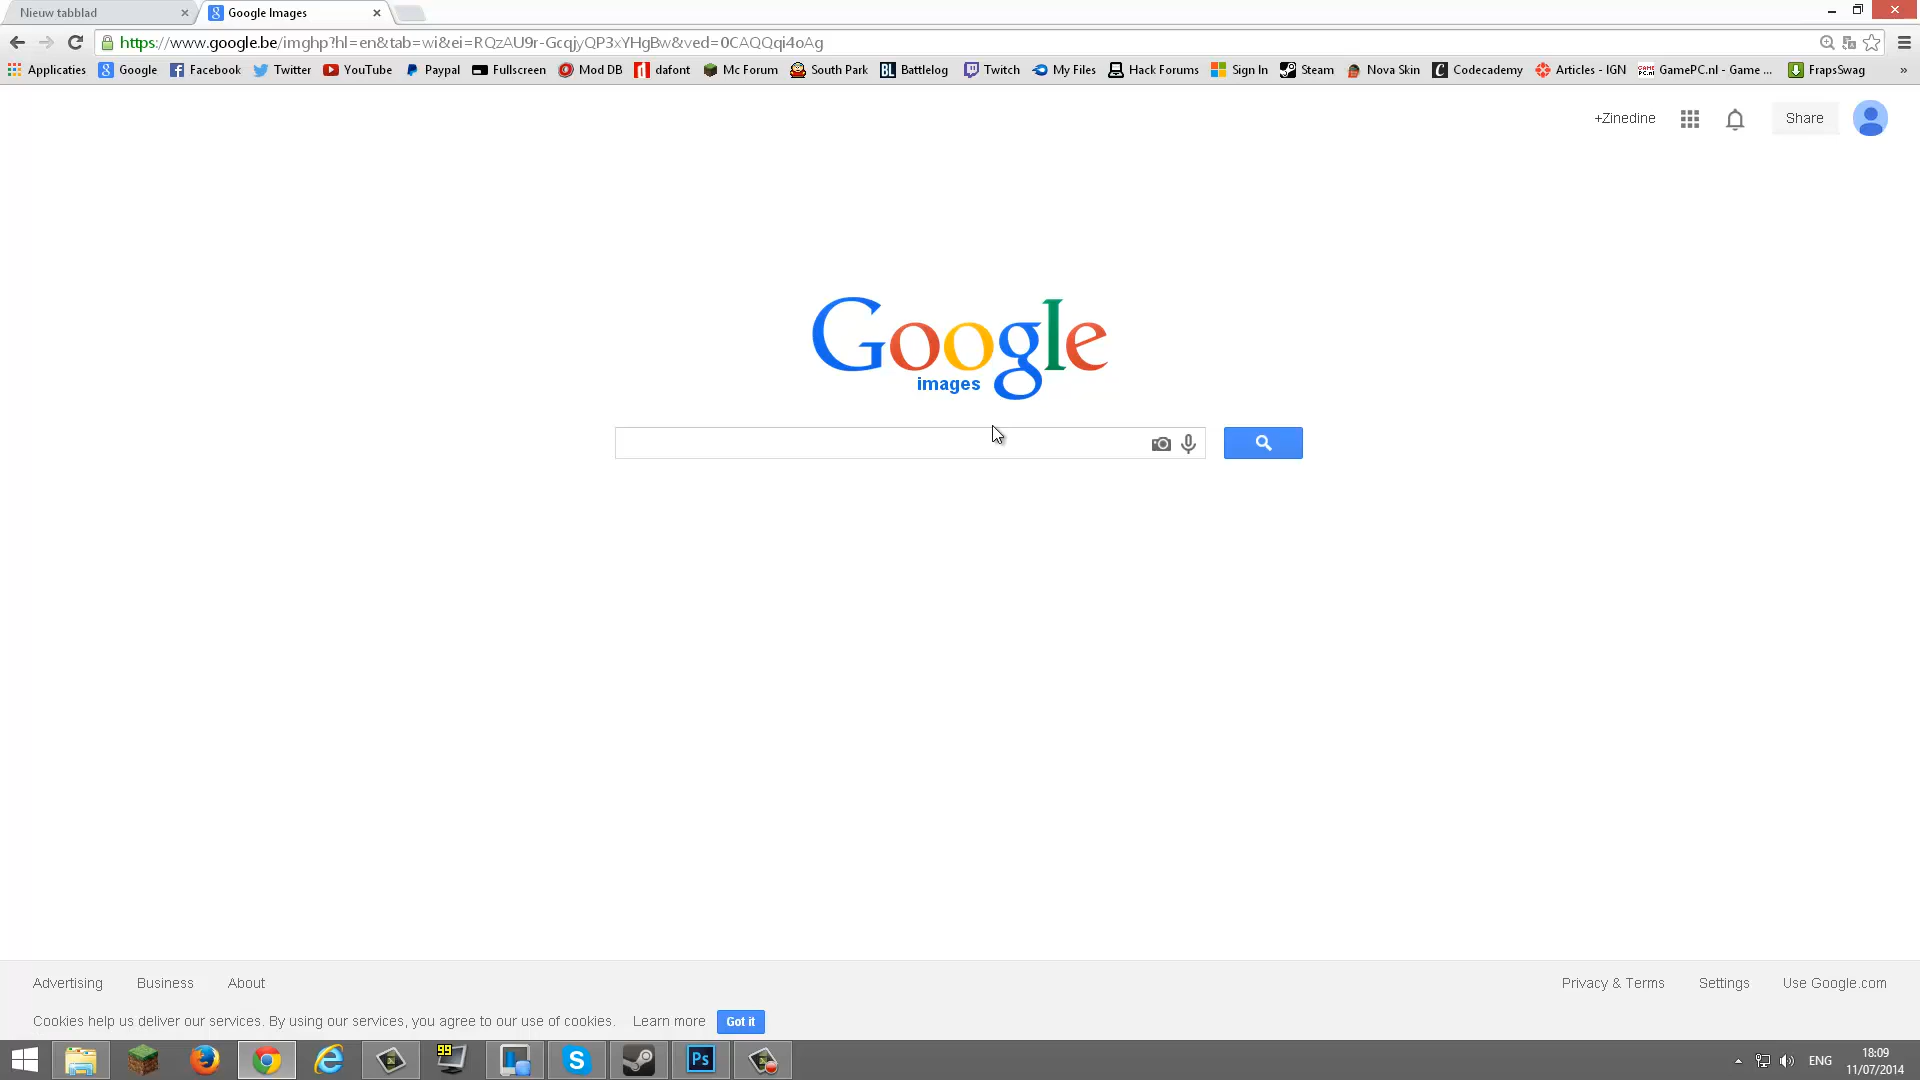 Nieuw tabblad
Google Images
https://www.google.be/imghp?hl=en&tab=wi&ei=RQzAU9r-GcqjyQP3xYHgBw&ved=0CAQQqi4oAg
Applicaties Google Facebook Twitter YouTube Paypal Fullscreen Mod DB dafont Mc Forum South Park Battlelog Twitch My Files Hack Forums Sign In Steam Nova Skin Codecademy Articles - IGN GamePC.nl - Game ... FrapsSwag »
+Zinedine Share
Google
images
Advertising Business About Privacy & Terms Settings Use Google.com
Cookies help us deliver our services. By using our services, you agree to our use of cookies. Learn more Got it
99 S Ps ENG 18:09
11/07/2014